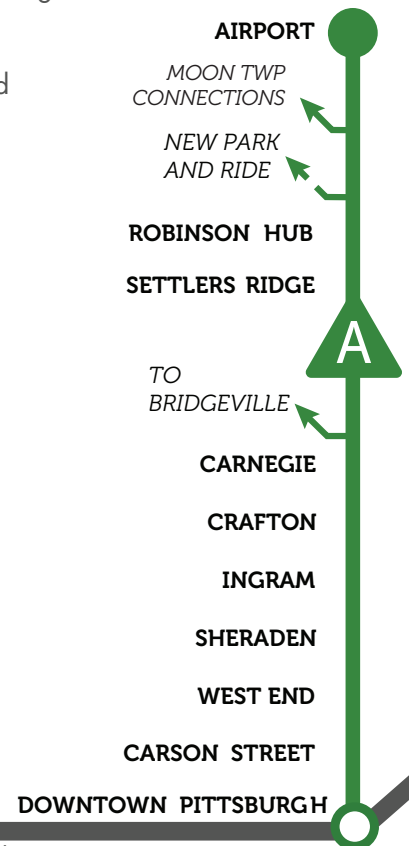 AIRPORT
MOON TWP
CONNECTIONS
NEW PARK
AND RIDE
ROBINSON HUB
SETTLERS RIDGE
A
TO
BRIDGEVILLE
CARNEGIE
CRAFTON
INGRAM
SHERADEN
WEST END
CARSON STREET
DOWNTOWN PITTSBURGH